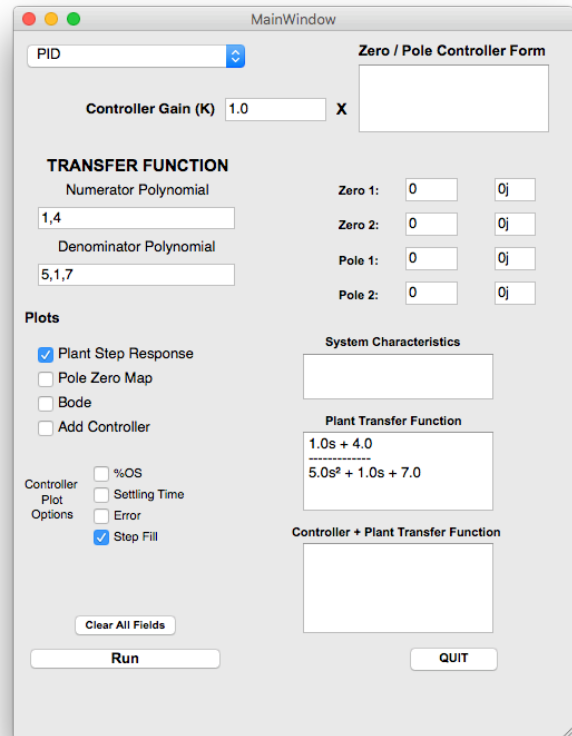 MainWindow
PID
Zero / Pole Controller Form
Controller Gain (K) 1.0 X
TRANSFER FUNCTION
Numerator Polynomial
1,4
Denominator Polynomial
5,1,7
Zero 1: 0 0j
Zero 2: 0 0j
Pole 1: 0 0j
Pole 2: 0 0j
Plots
Plant Step Response
Pole Zero Map
Bode
Add Controller
Controller
Plot
Options
%OS
Settling Time
Error
Step Fill
System Characteristics
Plant Transfer Function
1.0s + 4.0
-------------
5.0s² + 1.0s + 7.0
Controller + Plant Transfer Function
Clear All Fields
Run
QUIT